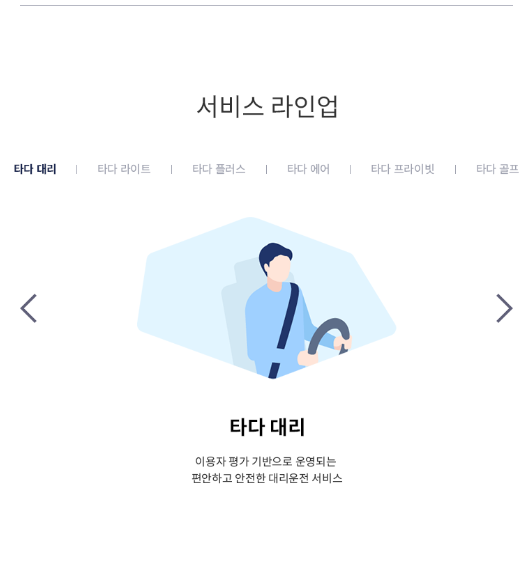 서비스 라인업
타다 대리 | 타다 라이트 | 타다 플러스 | 타다 에어 | 타다 프라이빗 | 타다 골프
타다 대리
이용자 평가 기반으로 운영되는
편안하고 안전한 대리운전 서비스